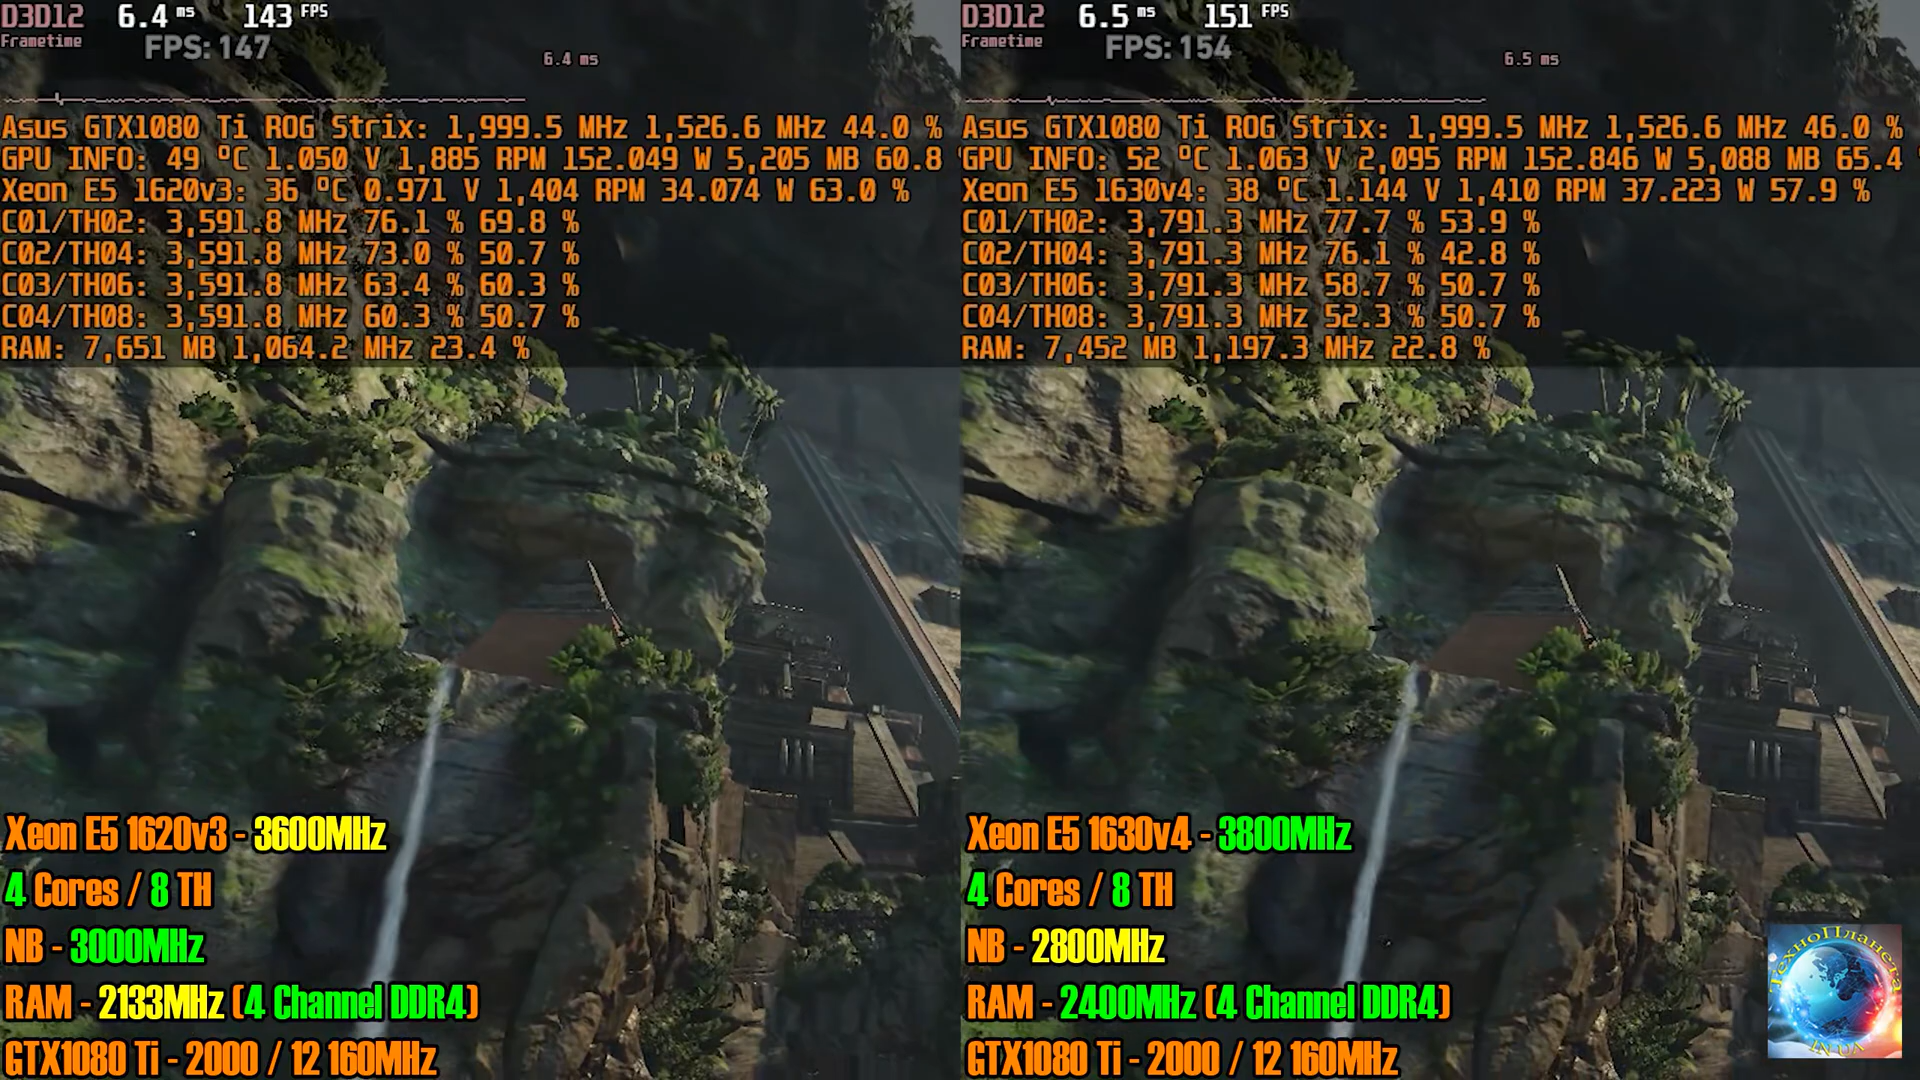 D3D12 6.4 ms 143 FPS
Frametime
FPS: 147
6.4 ms
Asus GTX1080 Ti ROG Strix: 1,999.5 MHz 1,526.6 MHz 44.0 %
GPU INFO: 49 ºC 1.050 V 1,885 RPM 152.049 W 5,205 MB 60.8
Xeon E5 1620v3: 36 ºC 0.971 V 1,404 RPM 34.074 W 63.0 %
C01/TH02: 3,591.8 MHz 76.1 % 69.8 %
C02/TH04: 3,591.8 MHz 73.0 % 50.7 %
C03/TH06: 3,591.8 MHz 63.4 % 60.3 %
C04/TH08: 3,591.8 MHz 60.3 % 50.7 %
RAM: 7,651 MB 1,064.2 MHz 23.4 %
Xeon E5 1620v3 - 3600MHz
4 Cores / 8 TH
NB - 3000MHz
RAM - 2133MHz (4 Channel DDR4)
GTX1080 Ti - 2000 / 12 160MHz
D3D12 6.5 ms 151 FPS
Frametime
FPS: 154
6.5 ms
Asus GTX1080 Ti ROG Strix: 1,999.5 MHz 1,526.6 MHz 46.0 %
GPU INFO: 52 ºC 1.063 V 2,095 RPM 152.846 W 5,088 MB 65.4
Xeon E5 1630v4: 38 ºC 1.144 V 1,410 RPM 37.223 W 57.9 %
C01/TH02: 3,791.3 MHz 77.7 % 53.9 %
C02/TH04: 3,791.3 MHz 76.1 % 42.8 %
C03/TH06: 3,791.3 MHz 58.7 % 50.7 %
C04/TH08: 3,791.3 MHz 52.3 % 50.7 %
RAM: 7,452 MB 1,197.3 MHz 22.8 %
Xeon E5 1630v4 - 3800MHz
4 Cores / 8 TH
NB - 2800MHz
RAM - 2400MHz (4 Channel DDR4)
GTX1080 Ti - 2000 / 12 160MHz
ТехноПланета
IN UA